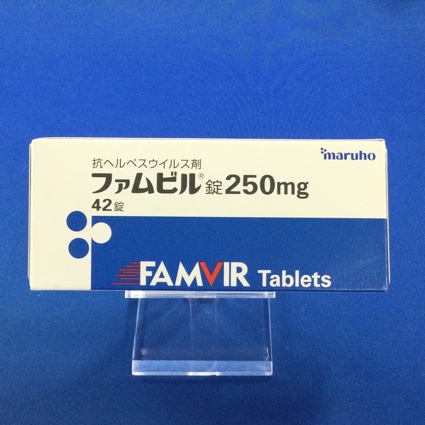 maruho
抗ヘルペスウイルス剤
ファムビル®錠250mg
42錠
FAMVIR Tablets